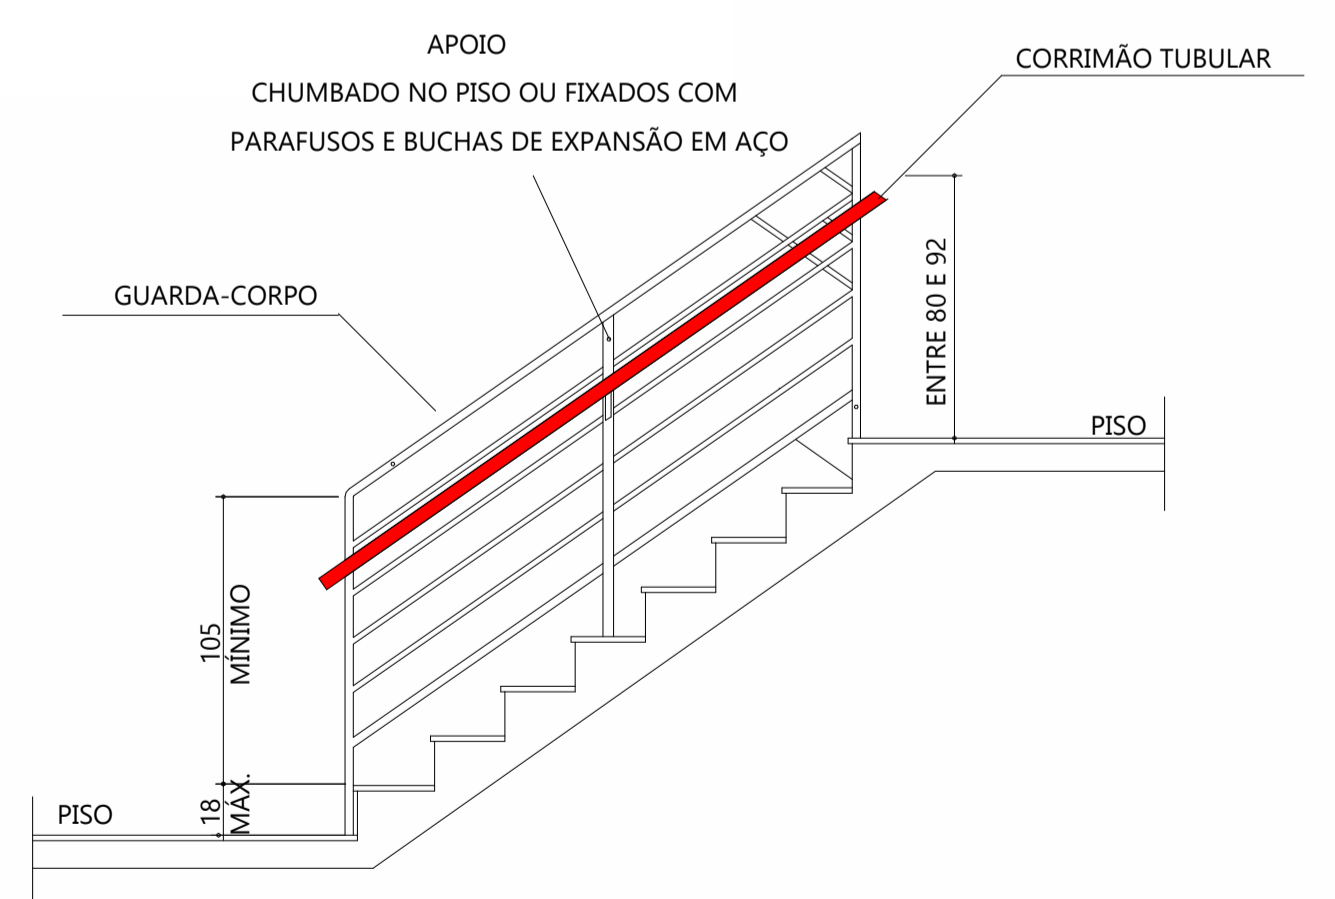 APOIO
CHUMBADO NO PISO OU FIXADOS COM
PARAFUSOS E BUCHAS DE EXPANSÃO EM AÇO
CORRIMÃO TUBULAR
GUARDA-CORPO
ENTRE 80 E 92
PISO
105
MÍNIMO
18
MÁX.
PISO